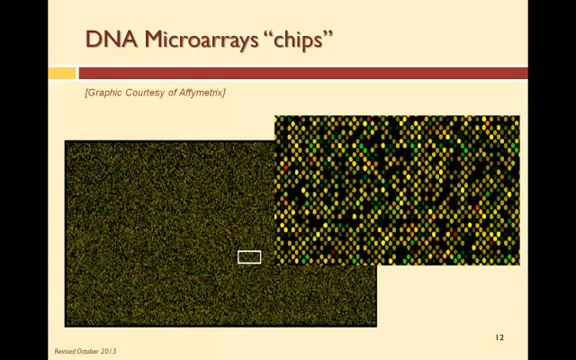 DNA Microarrays “chips”
[Graphic Courtesy of Affymetrix]
12
Revised October 2013